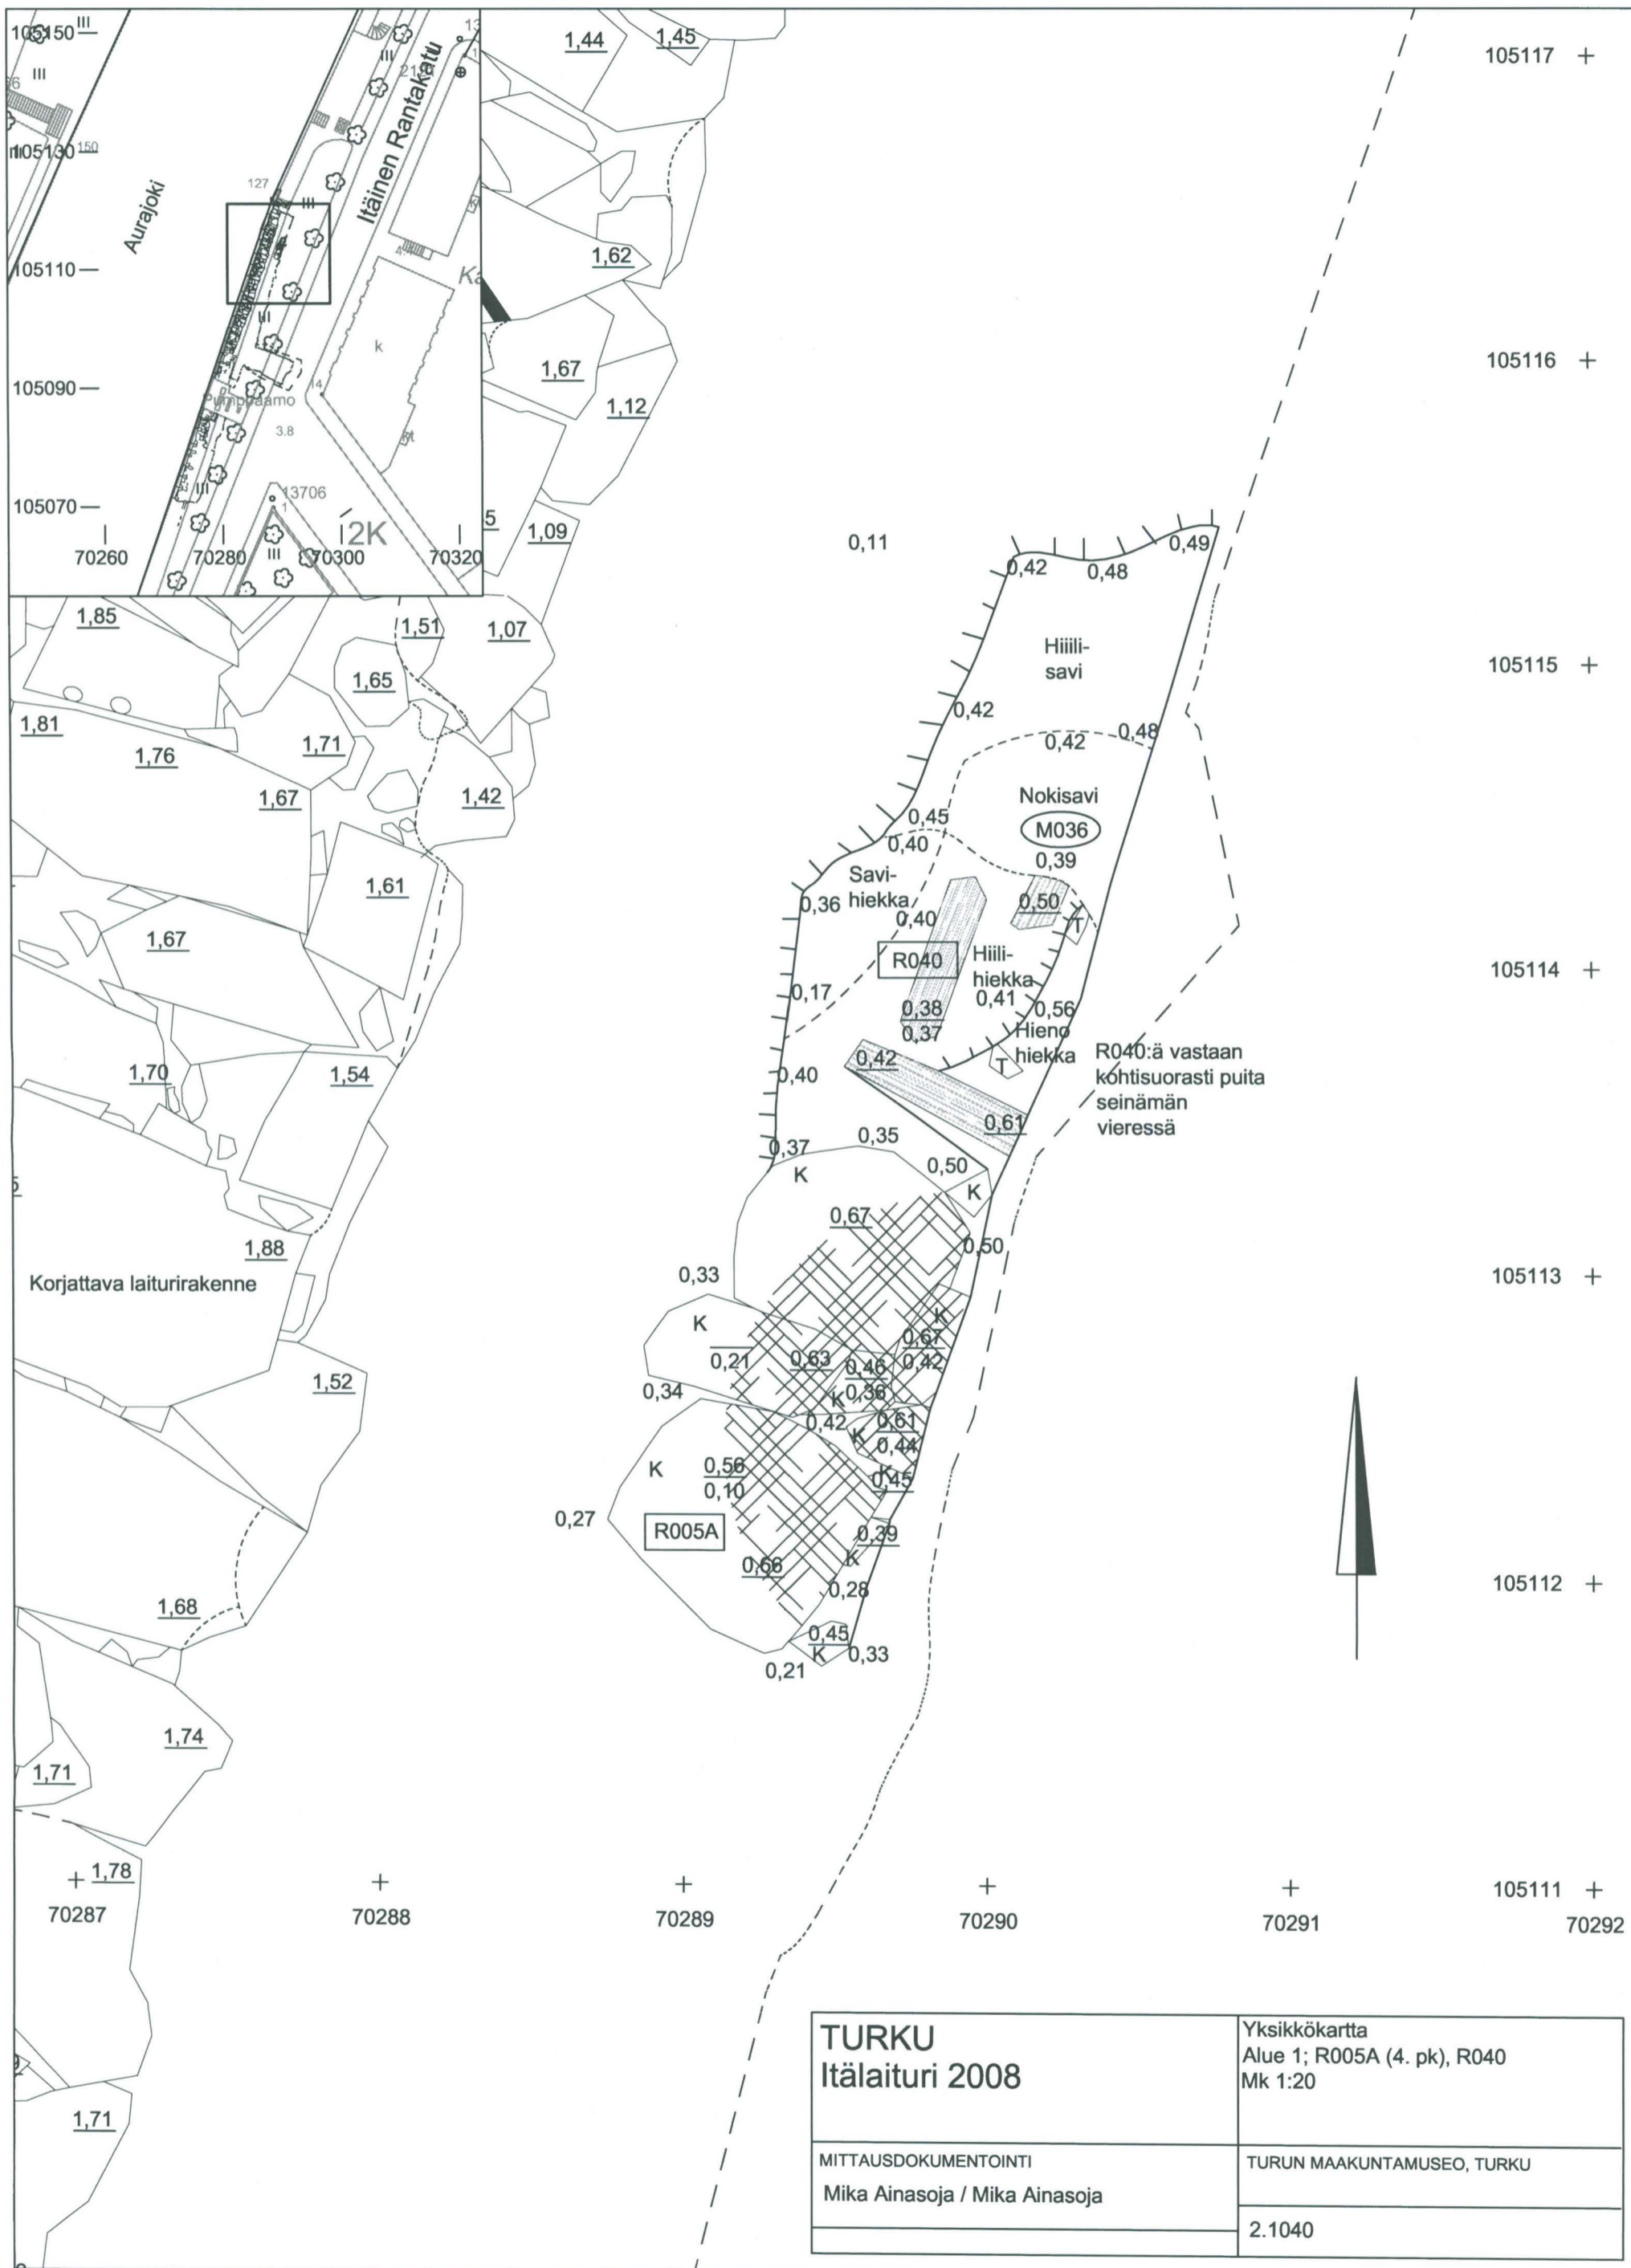 105150
105130
150
105110
105090
105070
70260
70280
70300
70320
Aurajoki
Itäinen Rantakatu
127
Pumppaamo
3.8
13706
1
14
k
2K
III
III
III
III
III
III
III
1,44
1,45
1,62
1,67
1,12
1,09
1,07
1,51
1,85
1,65
1,81
1,76
1,71
1,67
1,42
1,61
1,67
1,70
1,54
1,88
Korjattava laiturirakenne
1,52
1,68
1,74
1,71
1,78
1,71
105117
105116
105115
105114
105113
105112
105111
0,11
0,42
0,48
0,49
Hiiili-
savi
0,42
0,42
0,48
Nokisavi
M036
0,45
0,40
0,39
Savi-
hiekka
0,36
0,40
0,50
T
R040
Hiili-
hiekka
0,17
0,41
0,56
0,38
0,37
Hieno
hiekka
T
0,42
0,40
R040:ä vastaan
kohtisuorasti puita
seinämän
vieressä
0,61
0,37
0,35
0,50
K
K
0,67
0,50
0,33
K
K
0,67
0,42
0,21
0,63
0,46
0,36
0,34
K
0,42
0,61
0,44
K
K
0,45
K
0,56
0,10
0,27
R005A
0,39
K
0,66
0,28
0,45
K
0,33
0,21
70287
70288
70289
70290
70291
70292
TURKU
Itälaituri 2008
Yksikkökartta
Alue 1; R005A (4. pk), R040
Mk 1:20
MITTAUSDOKUMENTOINTI
Mika Ainasoja / Mika Ainasoja
TURUN MAAKUNTAMUSEO, TURKU
2.1040